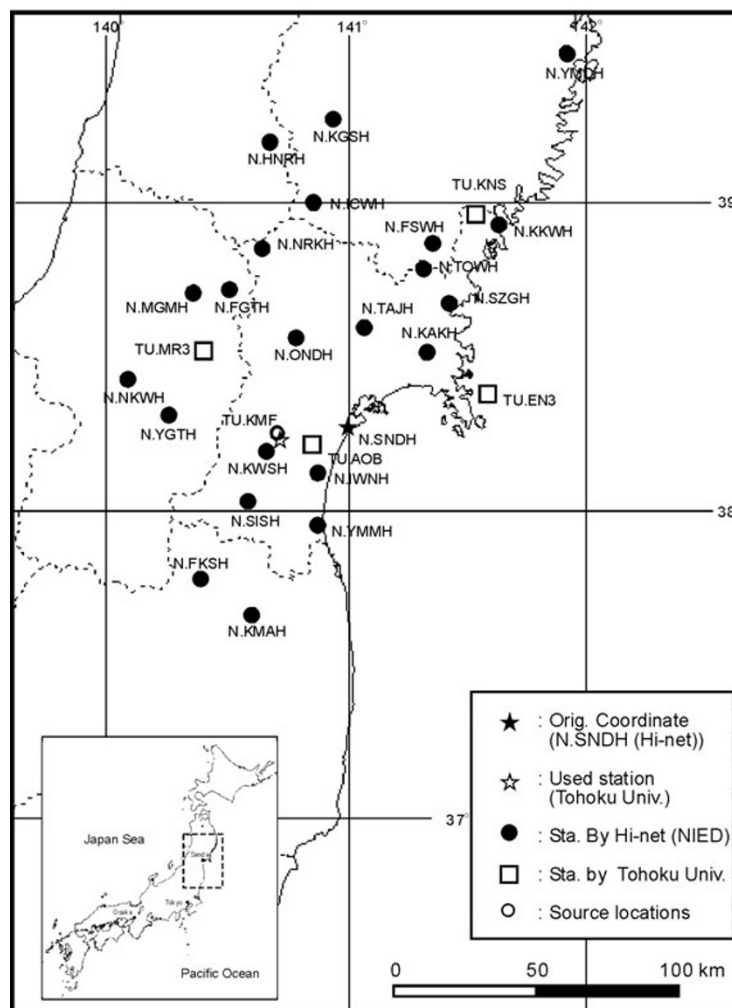 140°
141°
142°
N.YMDH
N.KGSH
N.HNRH
TU.KNS
N.ICWH
39
N.FSWH
N.KKWH
N.NRKH
N.TOWH
N.MGMH
N.FGTH
N.SZGH
N.TAJH
N.KAKH
TU.MR3
N.ONDH
N.NKWH
TU.EN3
N.YGTH
TU.KMF
N.SNDH
N.KWSH
TU.AOB
N.IWNH
38
N.SISH
N.YMMH
N.FKSH
N.KMAH
: Orig. Coordinate
(N.SNDH (Hi-net))
: Used station
(Tohoku Univ.)
37°
: Sta. By Hi-net (NIED)
: Sta. by Tohoku Univ.
: Source locations
Japan Sea
Sendai
Tokyo
Osaka
Pacific Ocean
0
50
100 km